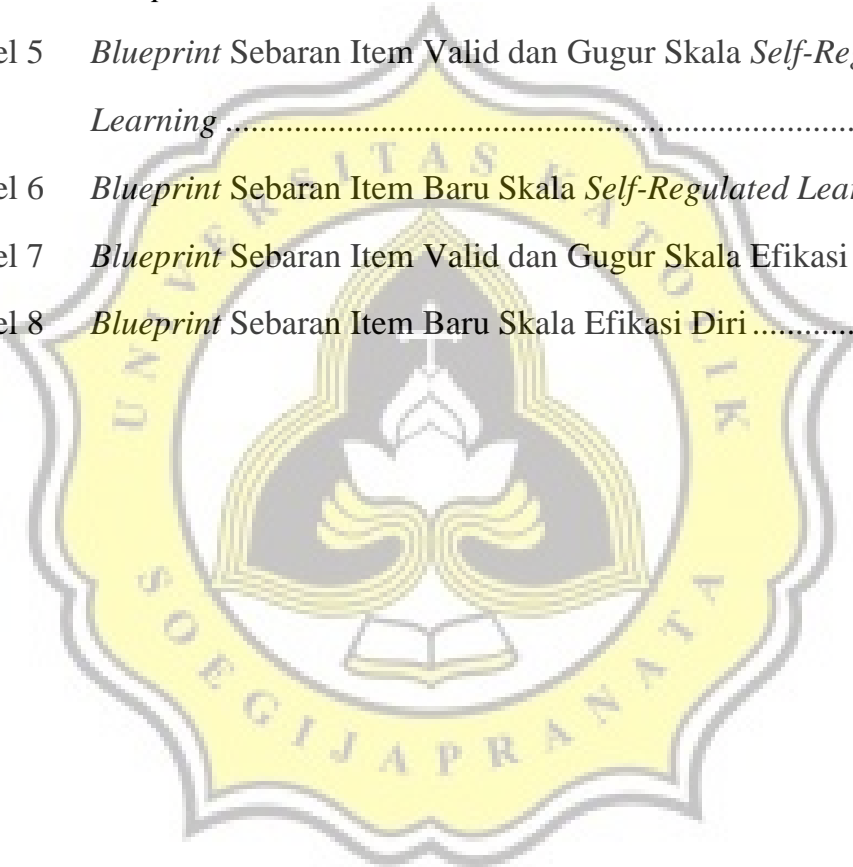 el 5 Blueprint Sebaran Item Valid dan Gugur Skala Self-Reg
Learning ....................................................................
el 6 Blueprint Sebaran Item Baru Skala Self-Regulated Lear
el 7 Blueprint Sebaran Item Valid dan Gugur Skala Efikasi
el 8 Blueprint Sebaran Item Baru Skala Efikasi Diri ............
UNIVERSITAS KATOLIK
SOEGIJAPRANATA